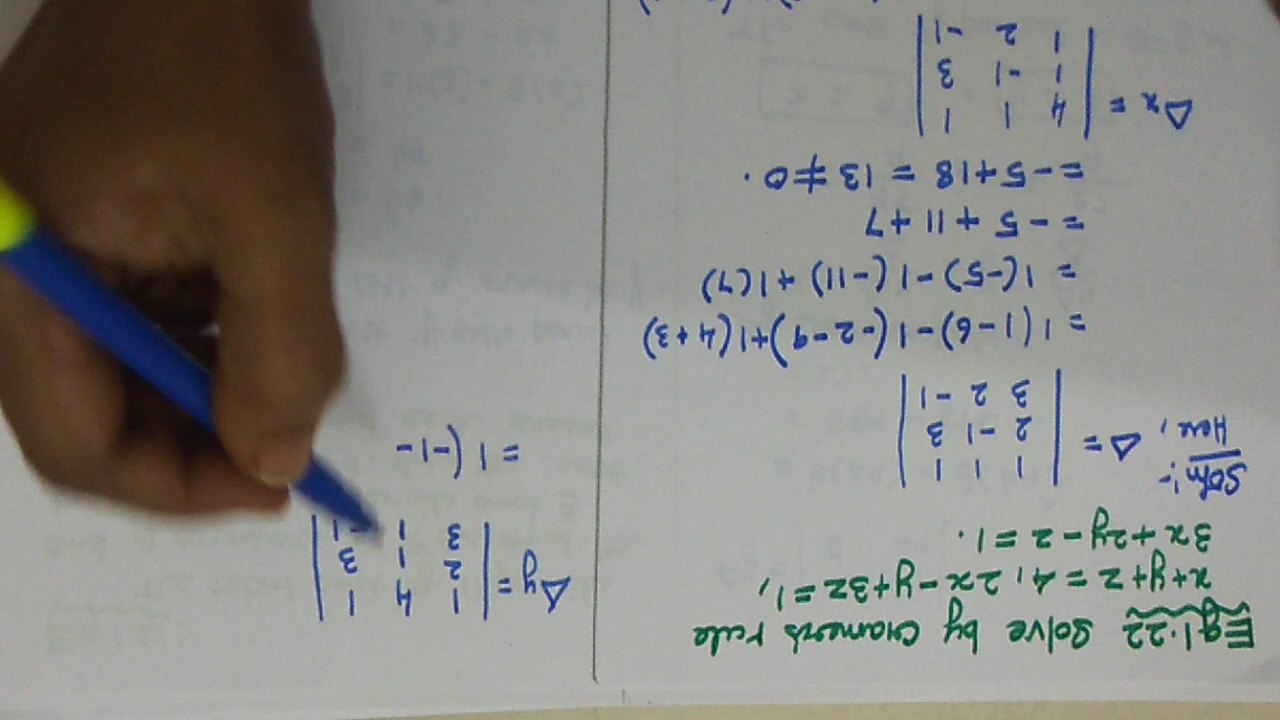 Eg 1.22 Solve by Cramer's rule
x+y+z = 4, 2x-y+3z=1,
3x+2y-z=1.
Soln:-
Here, Δ = | 1 1 1 |
| 2 -1 3 |
| 3 2 -1 |
= 1(1-6)-1(-2-9)+1(4+3)
= 1(-5)-1(-11)+1(7)
= -5+11+7
= -5+18 = 13 ≠ 0.
Δx = | 4 1 1 |
| 1 -1 3 |
| 1 2 -1 |
Δy = | 1 4 1 |
| 2 1 3 |
| 3 1 -1 |
= 1(-1-